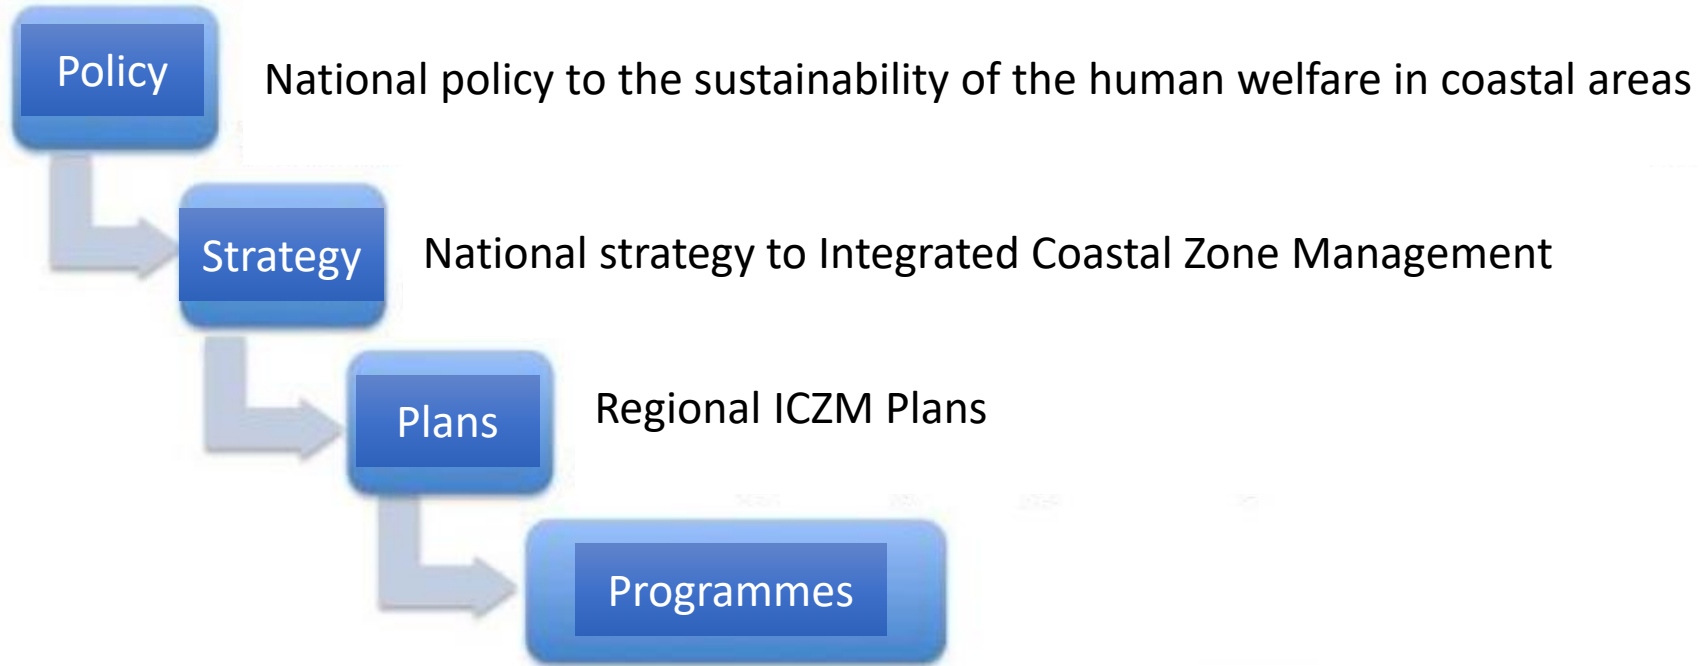 Policy
National policy to the sustainability of the human welfare in coastal areas
Strategy
National strategy to Integrated Coastal Zone Management
Plans
Regional ICZM Plans
Programmes